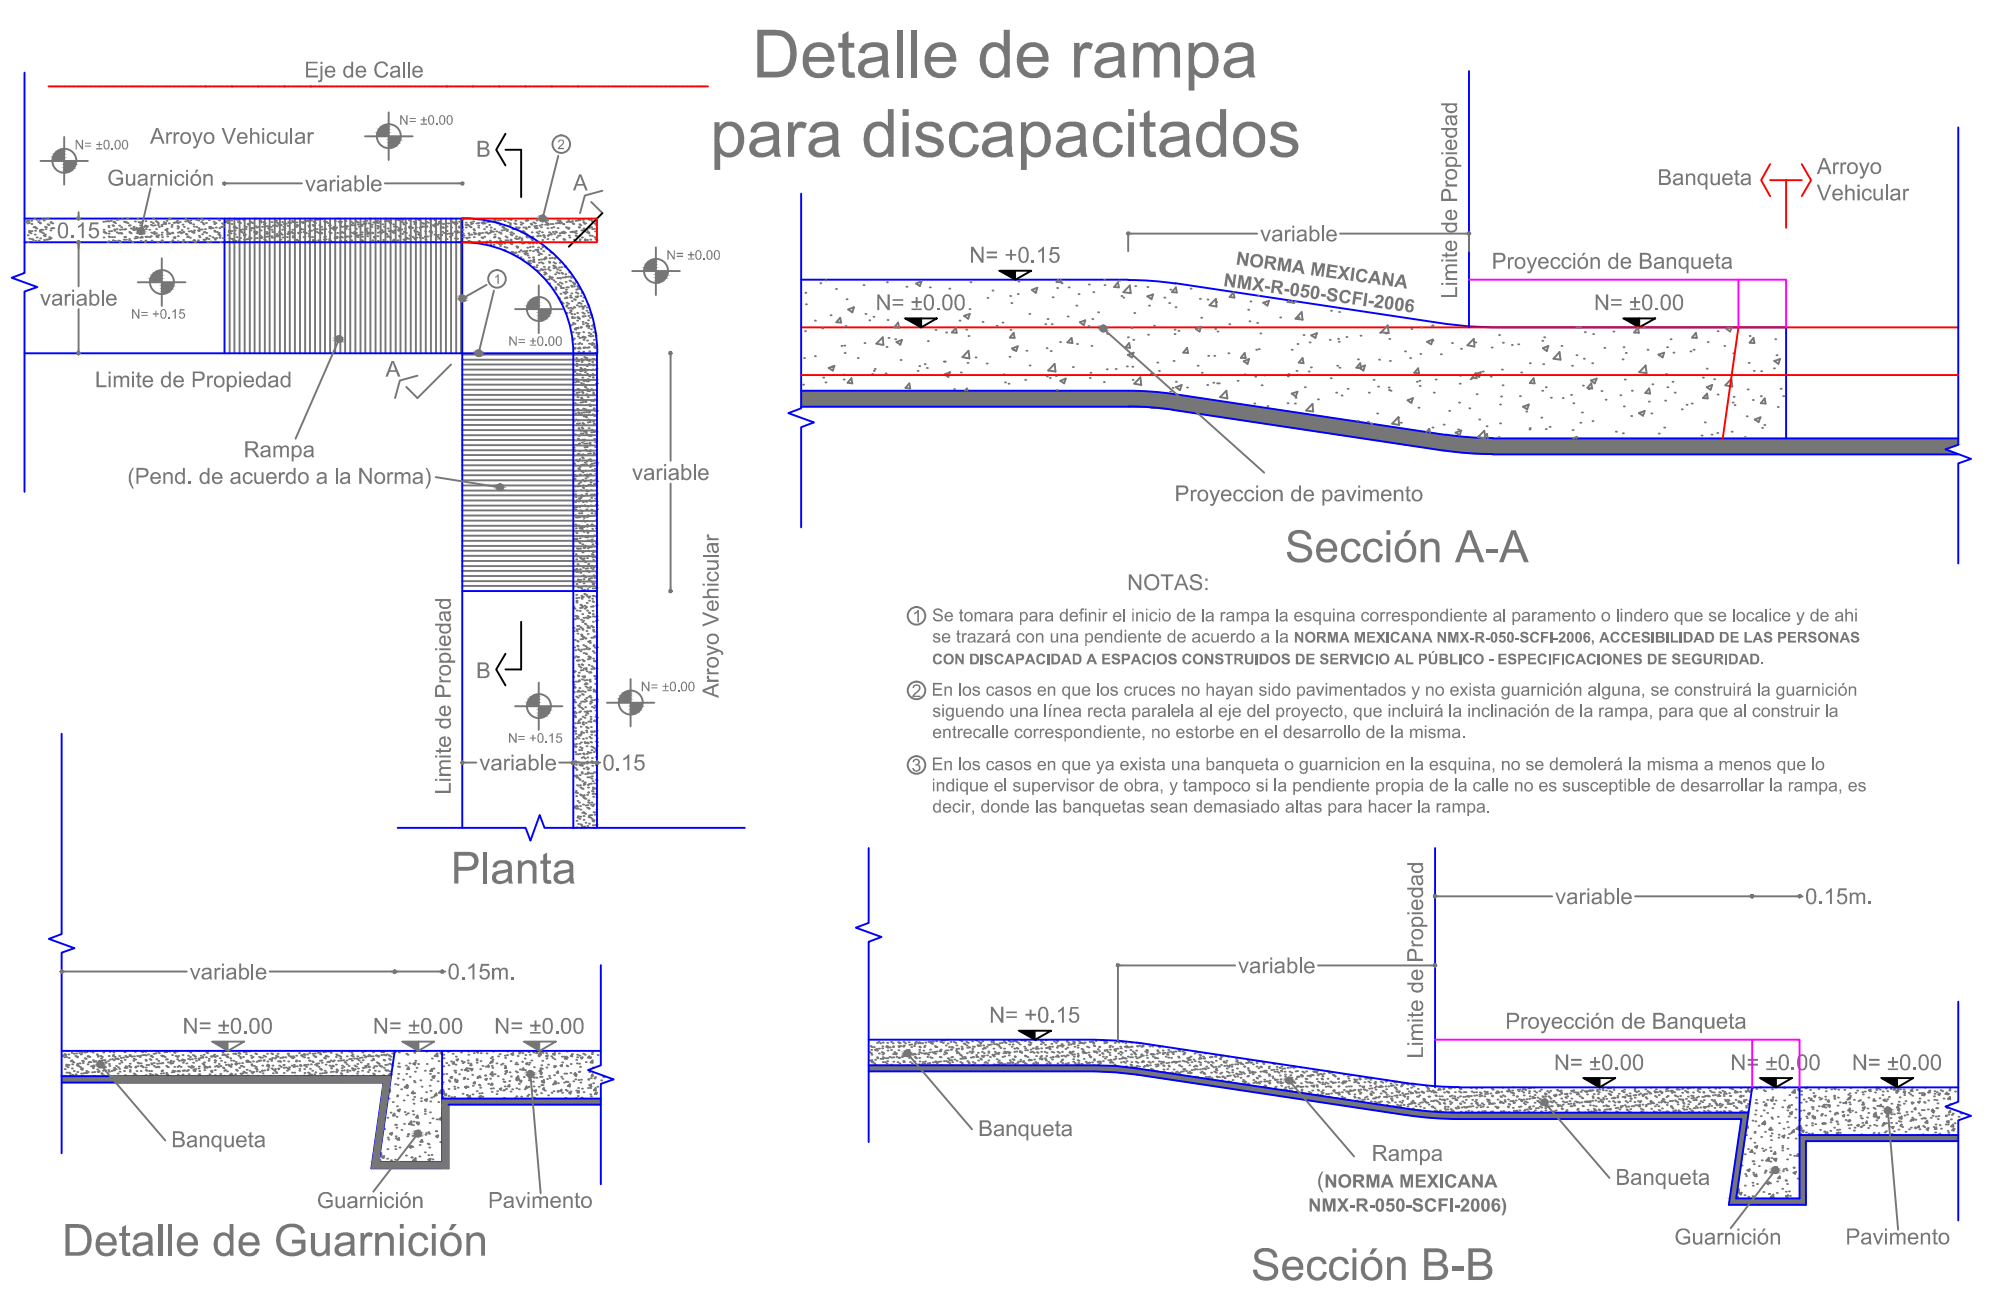 Detalle de rampa
para discapacitados
Eje de Calle
N= ±0.00
Arroyo Vehicular
N= ±0.00
B
2
A
Guarnición
variable
0.15
N= ±0.00
1
variable
N= +0.15
N= ±0.00
A
Limite de Propiedad
Rampa
(Pend. de acuerdo a la Norma)
variable
Arroyo Vehicular
Limite de Propiedad
B
N= ±0.00
N= +0.15
variable
0.15
Planta
Limite de Propiedad
Banqueta
Arroyo
Vehicular
variable
N= +0.15
NORMA MEXICANA
NMX-R-050-SCFI-2006
Proyección de Banqueta
N= ±0.00
N= ±0.00
Proyeccion de pavimento
Sección A-A
NOTAS:
1 Se tomara para definir el inicio de la rampa la esquina correspondiente al paramento o lindero que se localice y de ahi
se trazará con una pendiente de acuerdo a la NORMA MEXICANA NMX-R-050-SCFI-2006, ACCESIBILIDAD DE LAS PERSONAS
CON DISCAPACIDAD A ESPACIOS CONSTRUIDOS DE SERVICIO AL PÚBLICO - ESPECIFICACIONES DE SEGURIDAD.
2 En los casos en que los cruces no hayan sido pavimentados y no exista guarnición alguna, se construirá la guarnición
siguendo una línea recta paralela al eje del proyecto, que incluirá la inclinación de la rampa, para que al construir la
entrecalle correspondiente, no estorbe en el desarrollo de la misma.
3 En los casos en que ya exista una banqueta o guarnicion en la esquina, no se demolerá la misma a menos que lo
indique el supervisor de obra, y tampoco si la pendiente propia de la calle no es susceptible de desarrollar la rampa, es
decir, donde las banquetas sean demasiado altas para hacer la rampa.
variable
0.15m.
N= ±0.00
N= ±0.00
N= ±0.00
Banqueta
Guarnición
Pavimento
Detalle de Guarnición
Limite de Propiedad
variable
0.15m.
variable
N= +0.15
Proyección de Banqueta
N= ±0.00
N= ±0.00
N= ±0.00
Banqueta
Rampa
(NORMA MEXICANA
NMX-R-050-SCFI-2006)
Banqueta
Guarnición
Pavimento
Sección B-B